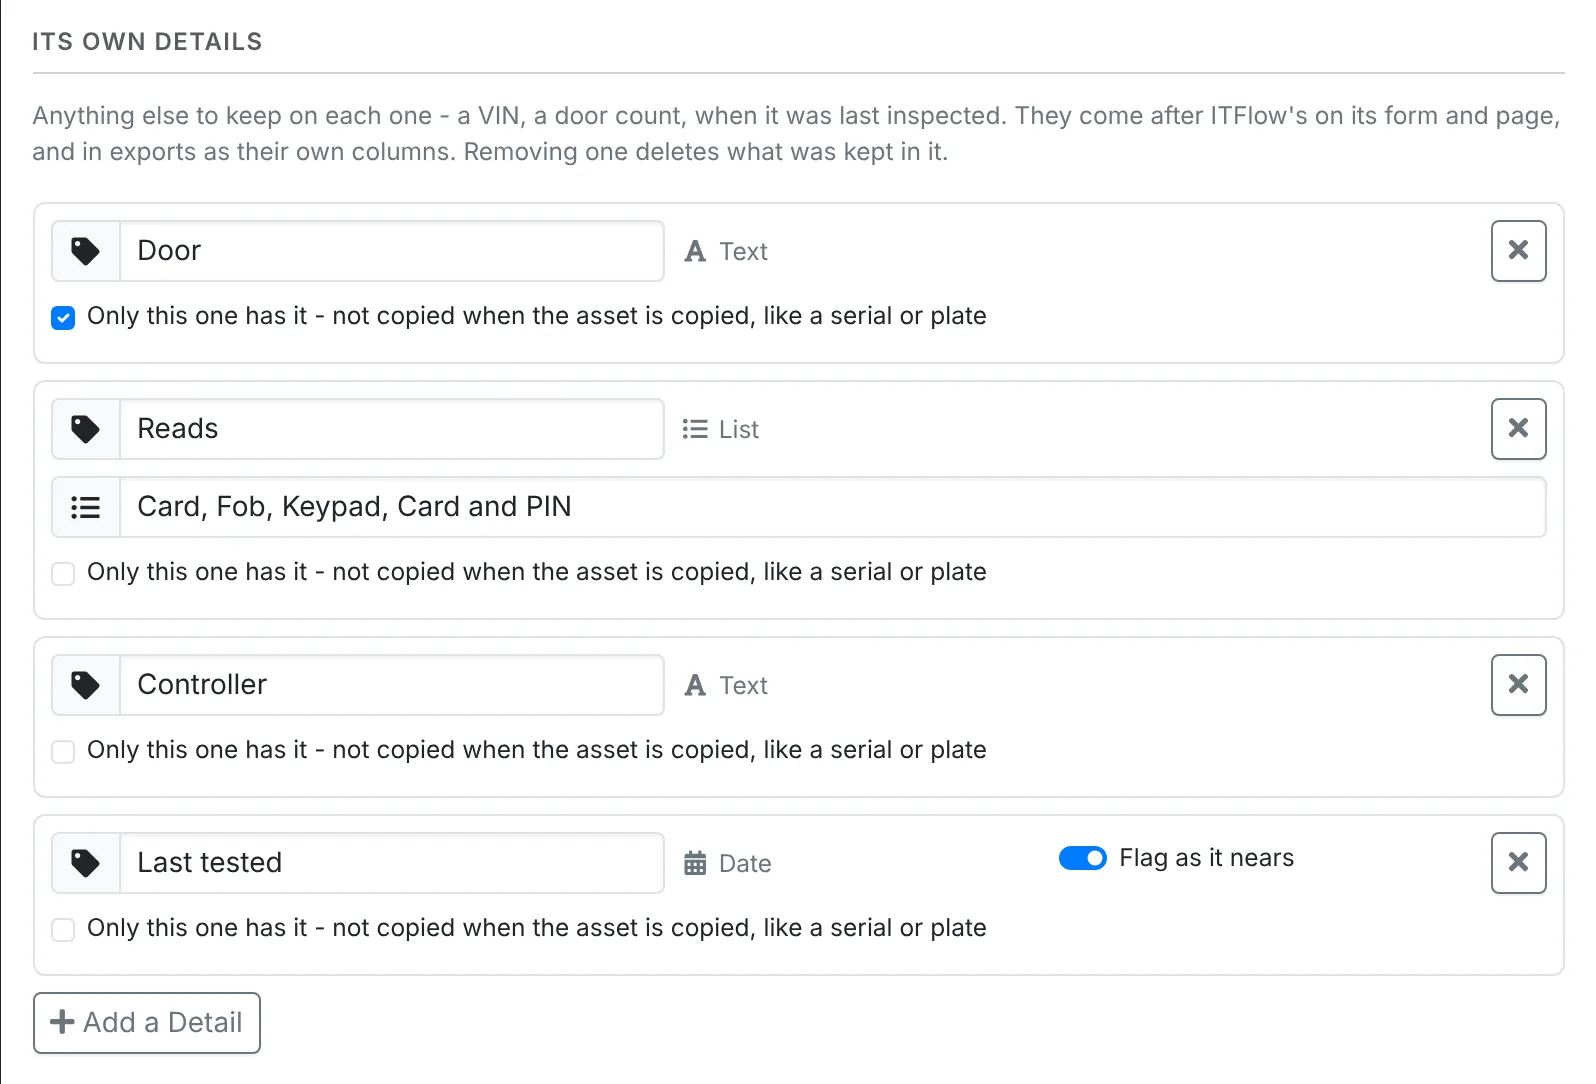 ITS OWN DETAILS
Anything else to keep on each one - a VIN, a door count, when it was last inspected. They come after ITFlow's on its form and page,
and in exports as their own columns. Removing one deletes what was kept in it.
Door
Text
Only this one has it - not copied when the asset is copied, like a serial or plate
Reads
List
Card, Fob, Keypad, Card and PIN
Only this one has it - not copied when the asset is copied, like a serial or plate
Controller
Text
Only this one has it - not copied when the asset is copied, like a serial or plate
Last tested
Date
Flag as it nears
Only this one has it - not copied when the asset is copied, like a serial or plate
Add a Detail